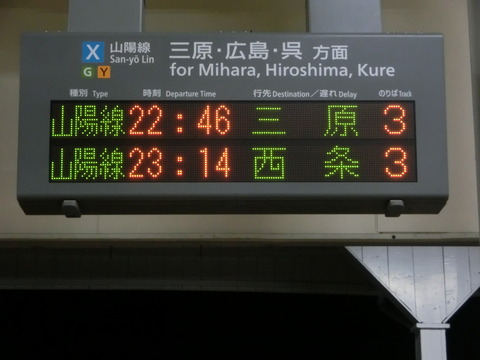 X 山陽線 三原・広島・呉 方面
San-yō Lin
G Y for Mihara, Hiroshima, Kure
種別 Type 時刻 Departure Time 行先 Destination/遅れ Delay のりば Track
山陽線 22:46 三原 3
山陽線 23:14 西条 3